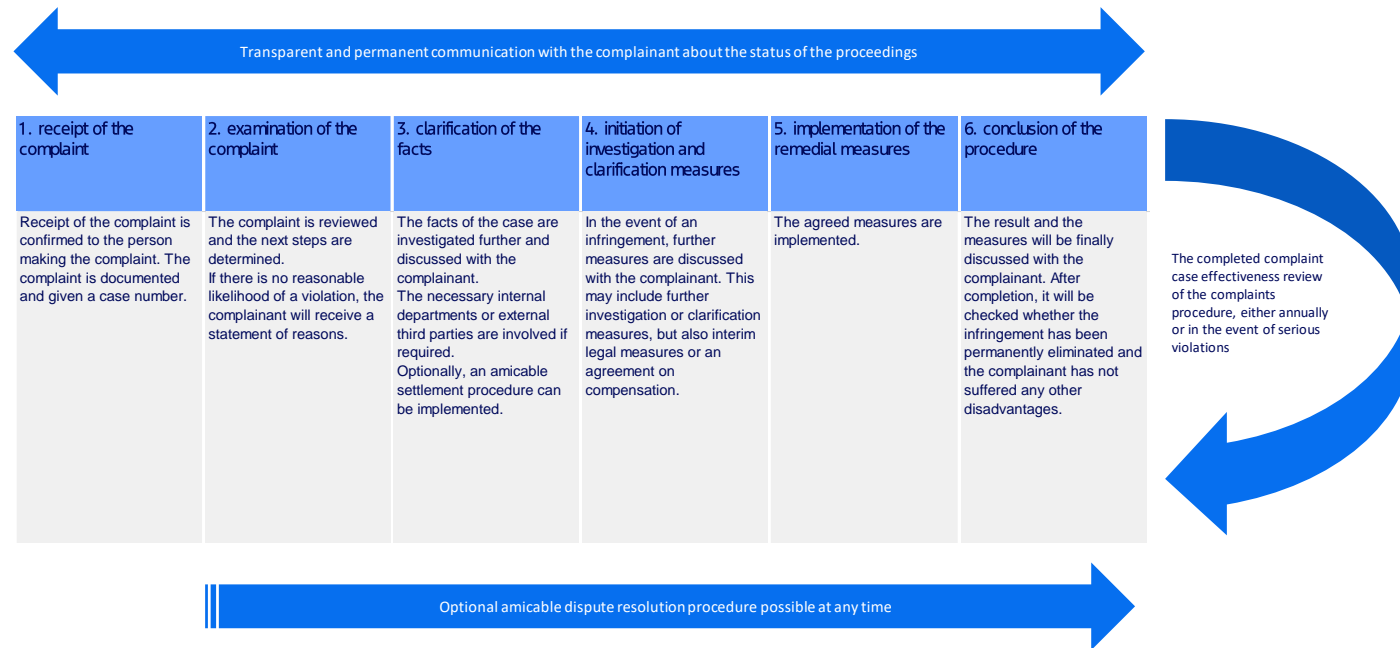 Transparent and permanent communication with the complainant about the status of the proceedings
1. receipt of the
complaint
2. examination of the
complaint
3. clarification of the
facts
4. initiation of
investigation and
clarification measures
5. implementation of the
remedial measures
6. conclusion of the
procedure
Receipt of the complaint is
confirmed to the person
making the complaint. The
complaint is documented
and given a case number.
The complaint is reviewed
and the next steps are
determined.
If there is no reasonable
likelihood of a violation, the
complainant will receive a
statement of reasons.
The facts of the case are
investigated further and
discussed with the
complainant.
The necessary internal
departments or external
third parties are involved if
required.
Optionally, an amicable
settlement procedure can
be implemented.
In the event of an
infringement, further
measures are discussed
with the complainant. This
may include further
investigation or clarification
measures, but also interim
legal measures or an
agreement on
compensation.
The agreed measures are
implemented.
The result and the
measures will be finally
discussed with the
complainant. After
completion, it will be
checked whether the
infringement has been
permanently eliminated and
the complainant has not
suffered any other
disadvantages.
The completed complaint
case effectiveness review
of the complaints
procedure, either annually
or in the event of serious
violations
Optional amicable dispute resolution procedure possible at any time